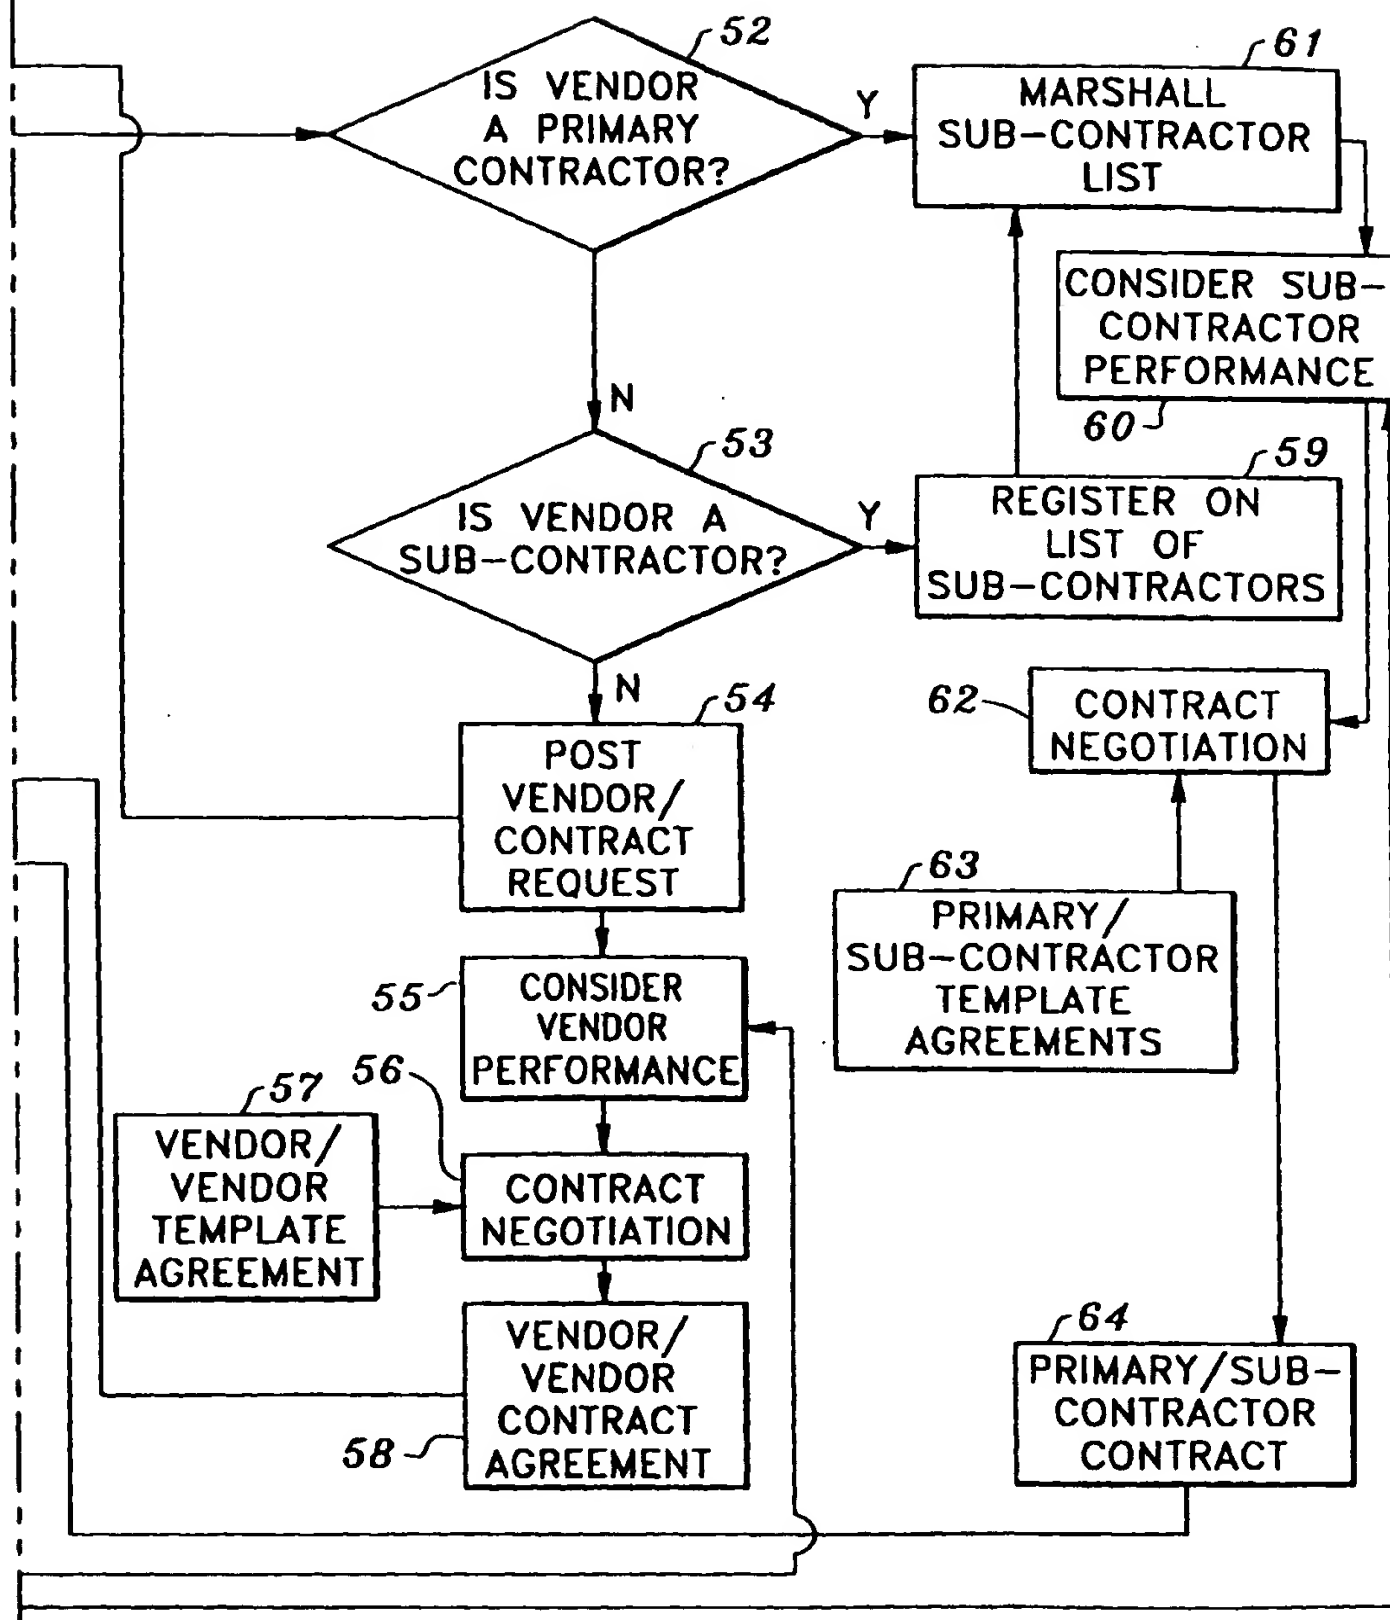 52
IS VENDOR
A PRIMARY
CONTRACTOR?
Y
61
MARSHALL
SUB-CONTRACTOR
LIST
CONSIDER SUB-
CONTRACTOR
PERFORMANCE
60
N
53
IS VENDOR A
SUB-CONTRACTOR?
Y
59
REGISTER ON
LIST OF
SUB-CONTRACTORS
N
54
POST
VENDOR/
CONTRACT
REQUEST
62
CONTRACT
NEGOTIATION
63
PRIMARY/
SUB-CONTRACTOR
TEMPLATE
AGREEMENTS
55
CONSIDER
VENDOR
PERFORMANCE
57
VENDOR/
VENDOR
TEMPLATE
AGREEMENT
56
CONTRACT
NEGOTIATION
58
VENDOR/
VENDOR
CONTRACT
AGREEMENT
64
PRIMARY/SUB-
CONTRACTOR
CONTRACT